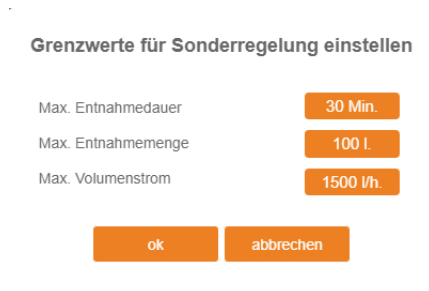 Grenzwerte für Sonderregelung einstellen
Max. Entnahmedauer 30 Min.
Max. Entnahmemenge 100 l.
Max. Volumenstrom 1500 l/h.
ok abbrechen